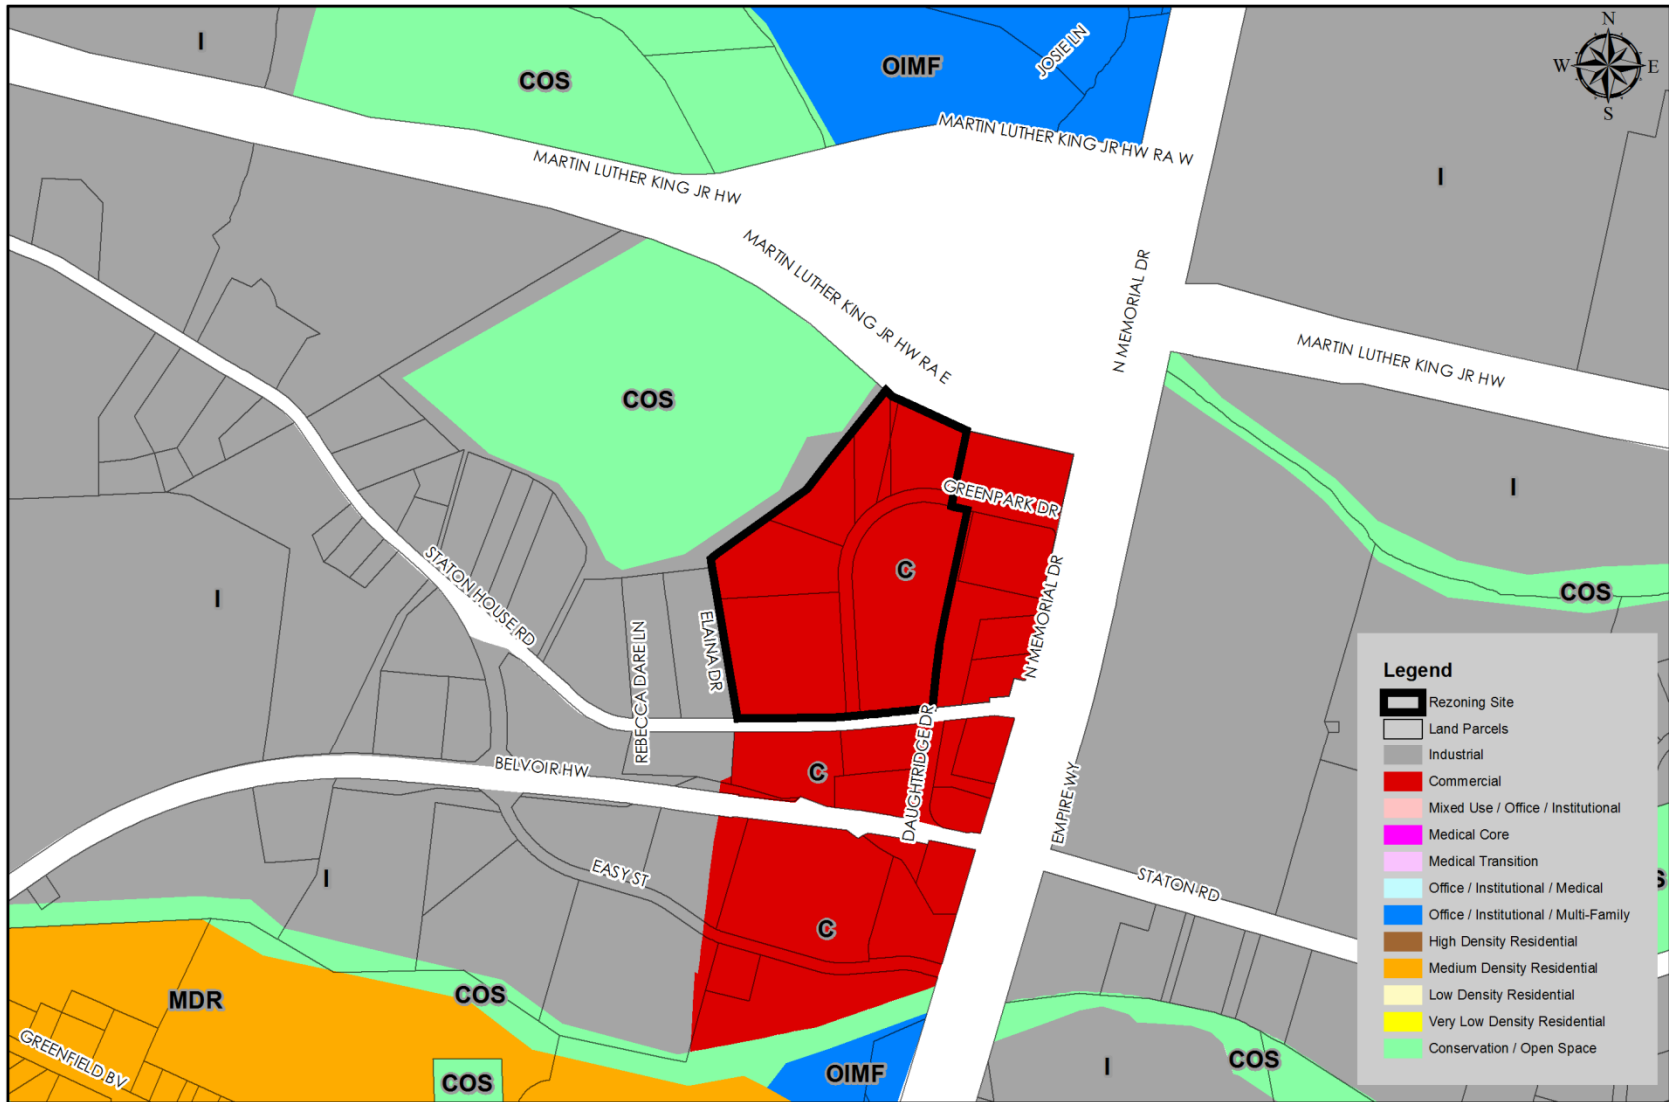 I
COS
OIMF
JOSIE LN
N
W
E
S
MARTIN LUTHER KING JR HW RA W
MARTIN LUTHER KING JR HW
I
MARTIN LUTHER KING JR HW RA E
N MEMORIAL DR
MARTIN LUTHER KING JR HW
COS
GREENPARK DR
I
C
COS
STATON HOUSE RD
I
ELAINA DR
REBECCA DARE LN
N MEMORIAL DR
BELVOIR HW
C
DAUGHTRIDGE DR
EMPIRE WY
EASY ST
I
C
STATON RD
S
MDR
COS
GREENFIELD BV
COS
OIMF
I
COS
Legend
Rezoning Site
Land Parcels
Industrial
Commercial
Mixed Use / Office / Institutional
Medical Core
Medical Transition
Office / Institutional / Medical
Office / Institutional / Multi-Family
High Density Residential
Medium Density Residential
Low Density Residential
Very Low Density Residential
Conservation / Open Space